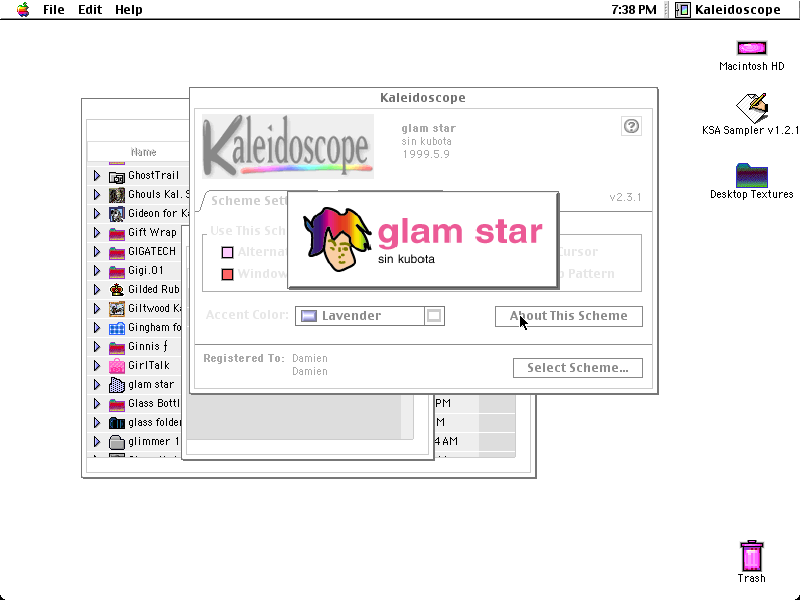 File Edit Help
7:38 PM
Kaleidoscope
Macintosh HD
KSA Sampler v1.2.1
Desktop Textures
Trash
Name
GhostTrail
Ghouls Kal. S
Gideon for K
Gift Wrap
GIGATECH
Gigi.01
Gilded Rub
Giltwood K
Gingham fo
Ginnis ƒ
GirlTalk
glam star
Glass Bottl
glass folder
glimmer 1
PM
M
4 AM
Kaleidoscope
Kaleidoscope
glam star
sin kubota
1999.5.9
v2.3.1
Scheme Sett
Use This Sch
Alterna
Window
Cursor
Pattern
glam star
sin kubota
Accent Color:
Lavender
About This Scheme
Registered To: Damien
Damien
Select Scheme...